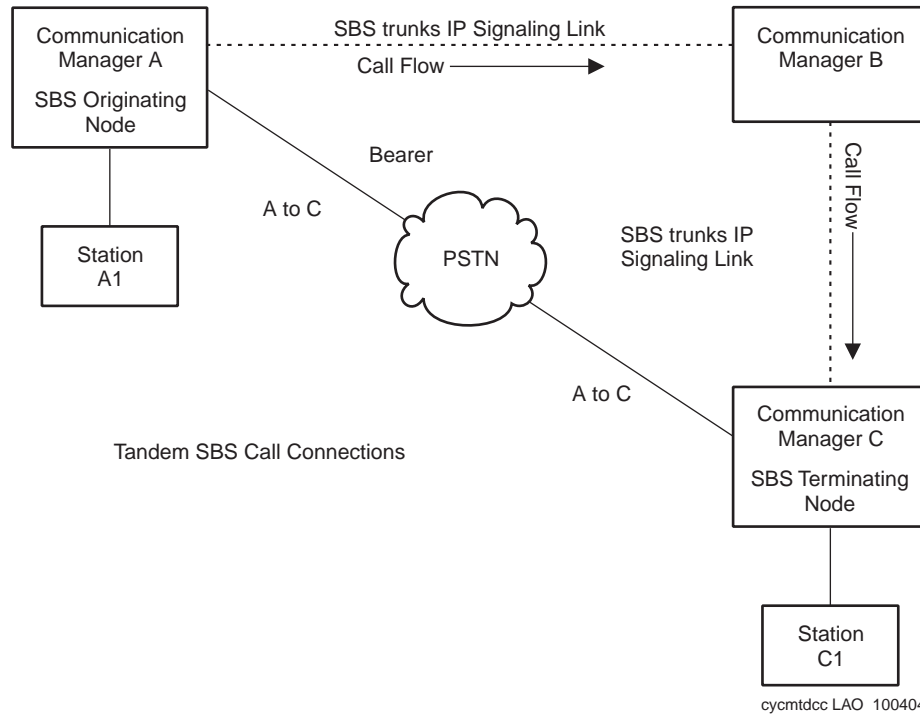 Communication
Manager A
SBS Originating
Node
SBS trunks IP Signaling Link
Call Flow
Communication
Manager B
Bearer
A to C
Call Flow
Station
A1
PSTN
SBS trunks IP
Signaling Link
A to C
Communication
Manager C
SBS Terminating
Node
Tandem SBS Call Connections
Station
C1
cycmtdcc LAO 100404